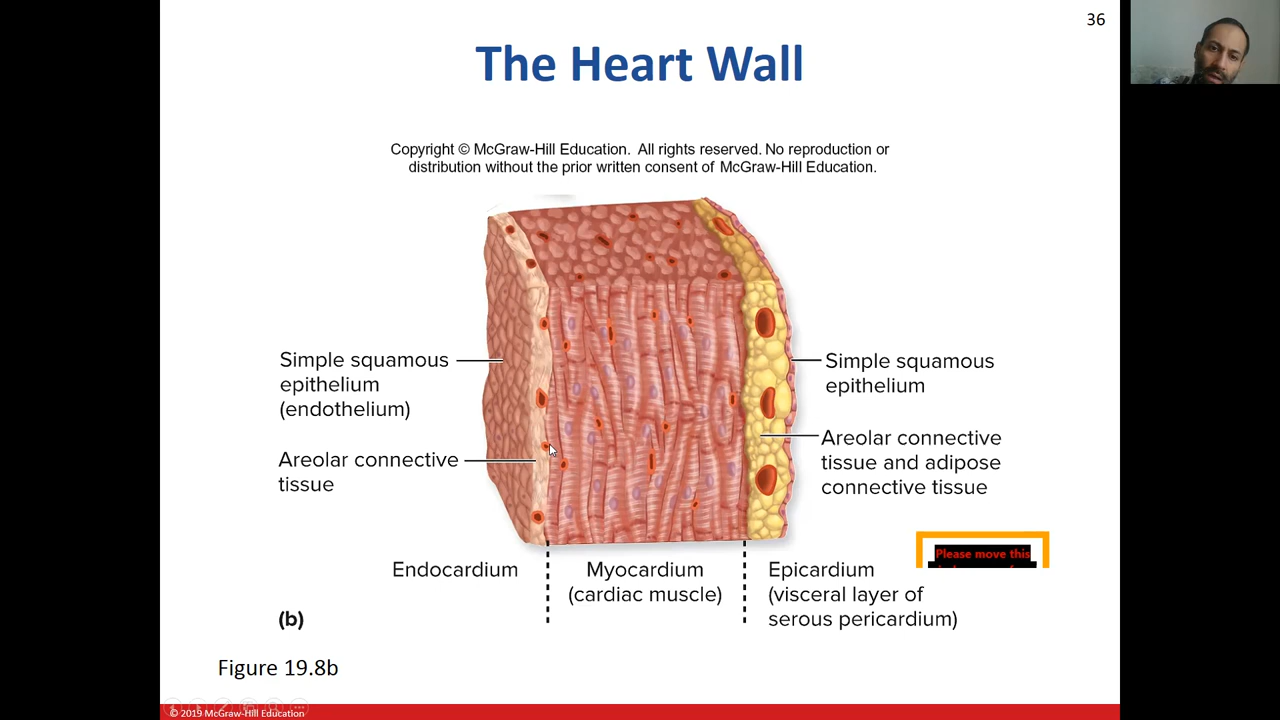 36
The Heart Wall
Copyright © McGraw-Hill Education. All rights reserved. No reproduction or
distribution without the prior written consent of McGraw-Hill Education.
Simple squamous
epithelium
(endothelium)
Areolar connective
tissue
Simple squamous
epithelium
Areolar connective
tissue and adipose
connective tissue
Please move this
Endocardium
Myocardium
(cardiac muscle)
Epicardium
(visceral layer of
serous pericardium)
(b)
Figure 19.8b
© 2019 McGraw-Hill Education